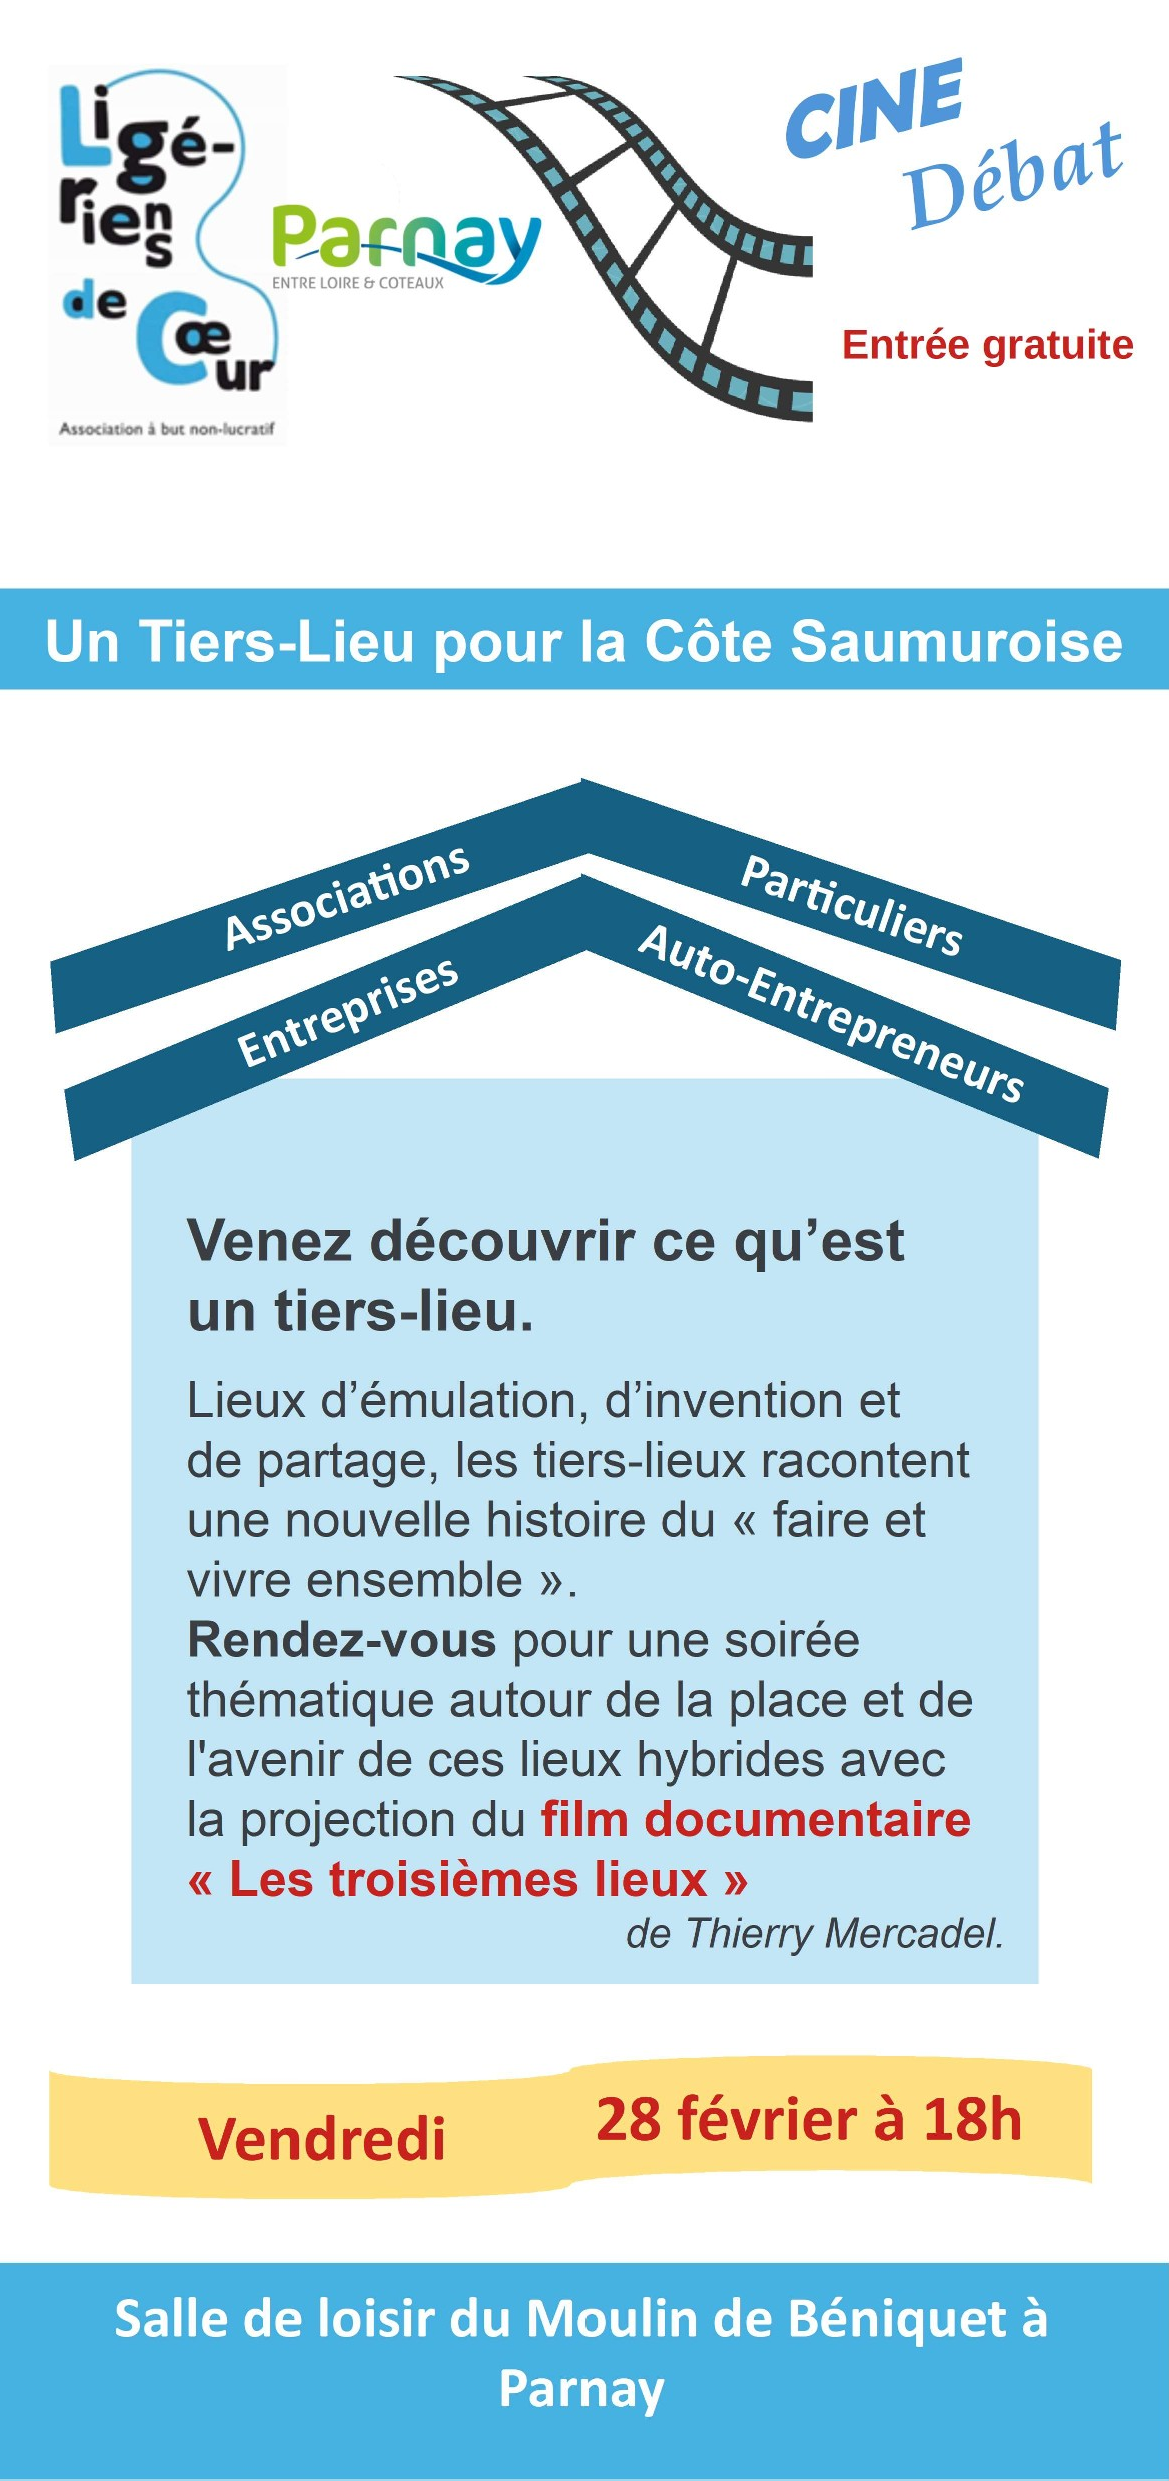 Ligé-
riens
de
Cœur
Association à but non-lucratif
Parnay
ENTRE LOIRE & COTEAUX
CINE
Débat
Entrée gratuite
Un Tiers-Lieu pour la Côte Saumuroise
Associations
Particuliers
Entreprises
Auto-Entrepreneurs
Venez découvrir ce qu’est
un tiers-lieu.
Lieux d’émulation, d’invention et
de partage, les tiers-lieux racontent
une nouvelle histoire du « faire et
vivre ensemble ».
Rendez-vous pour une soirée
thématique autour de la place et de
l'avenir de ces lieux hybrides avec
la projection du film documentaire
« Les troisièmes lieux »
de Thierry Mercadel.
Vendredi 28 février à 18h
Salle de loisir du Moulin de Béniquet à
Parnay